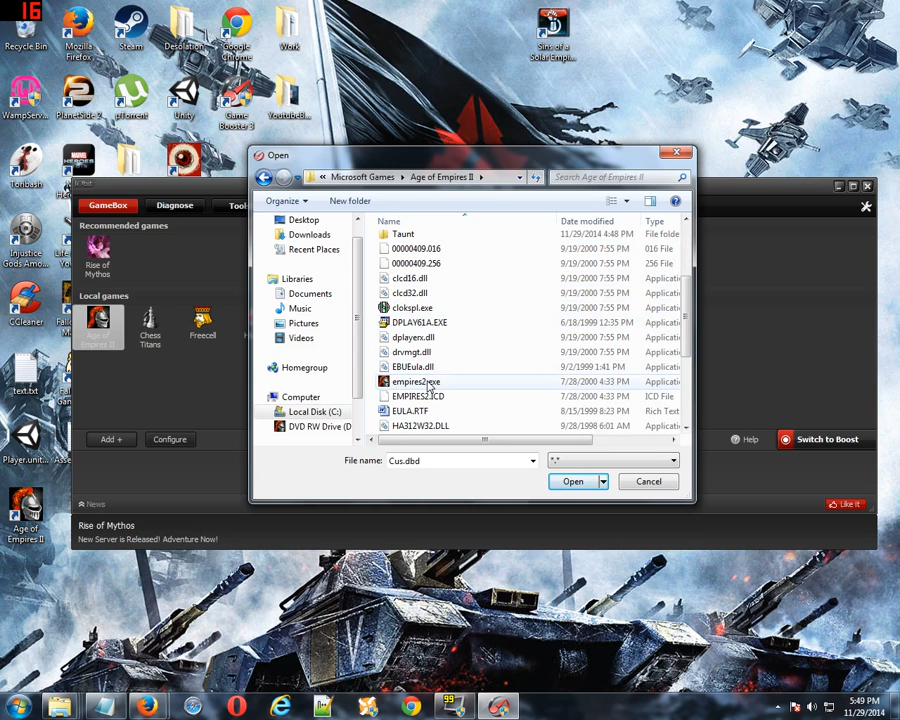 16
Recycle Bin
Mozilla
Firefox
Steam
Desolation
Google
Chrome
Work
Sins of a
Solar Empi...
WampServ...
PlanetSide 2
µTorrent
Unity
Game
Booster 3
YoutubeB...
Tonbash
Injustice
Gods Amo...
CCleaner
text.txt
Player.unit...
Age of
Empires II
Open
« Microsoft Games Age of Empires II
Search Age of Empires II
Organize
New folder
Name
Date modified
Type
Desktop
Downloads
Recent Places
Libraries
Documents
Music
Pictures
Videos
Homegroup
Computer
Local Disk (C:)
DVD RW Drive (D
Taunt 11/29/2014 4:48 PM File folde
00000409.016 9/19/2000 7:55 PM 016 File
00000409.256 9/19/2000 7:55 PM 256 File
clcd16.dll 9/19/2000 7:55 PM Applicati
clcd32.dll 9/19/2000 7:55 PM Applicati
clokspl.exe 9/19/2000 7:55 PM Applicati
DPLAY61A.EXE 6/18/1999 12:35 PM Applicati
dplayerx.dll 9/19/2000 7:55 PM Applicati
drvmgt.dll 9/19/2000 7:55 PM Applicati
EBUEula.dll 9/2/1999 1:41 PM Applicati
empires2.exe 7/28/2000 4:33 PM Applicati
EMPIRES2.ICD 7/28/2000 4:33 PM ICD File
EULA.RTF 8/15/1999 8:23 PM Rich Text
HA312W32.DLL 9/28/1998 6:01 AM Applicati
File name: Cus.dbd
*.*
Open
Cancel
GameBox
Diagnose
Tool
Recommended games
Rise of
Mythos
Local games
Age of
Empires II
Chess
Titans
Freecell
Add +
Configure
Help
Switch to Boost
News
Like it
Rise of Mythos
New Server is Released! Adventure Now!
99
5:49 PM
11/29/2014